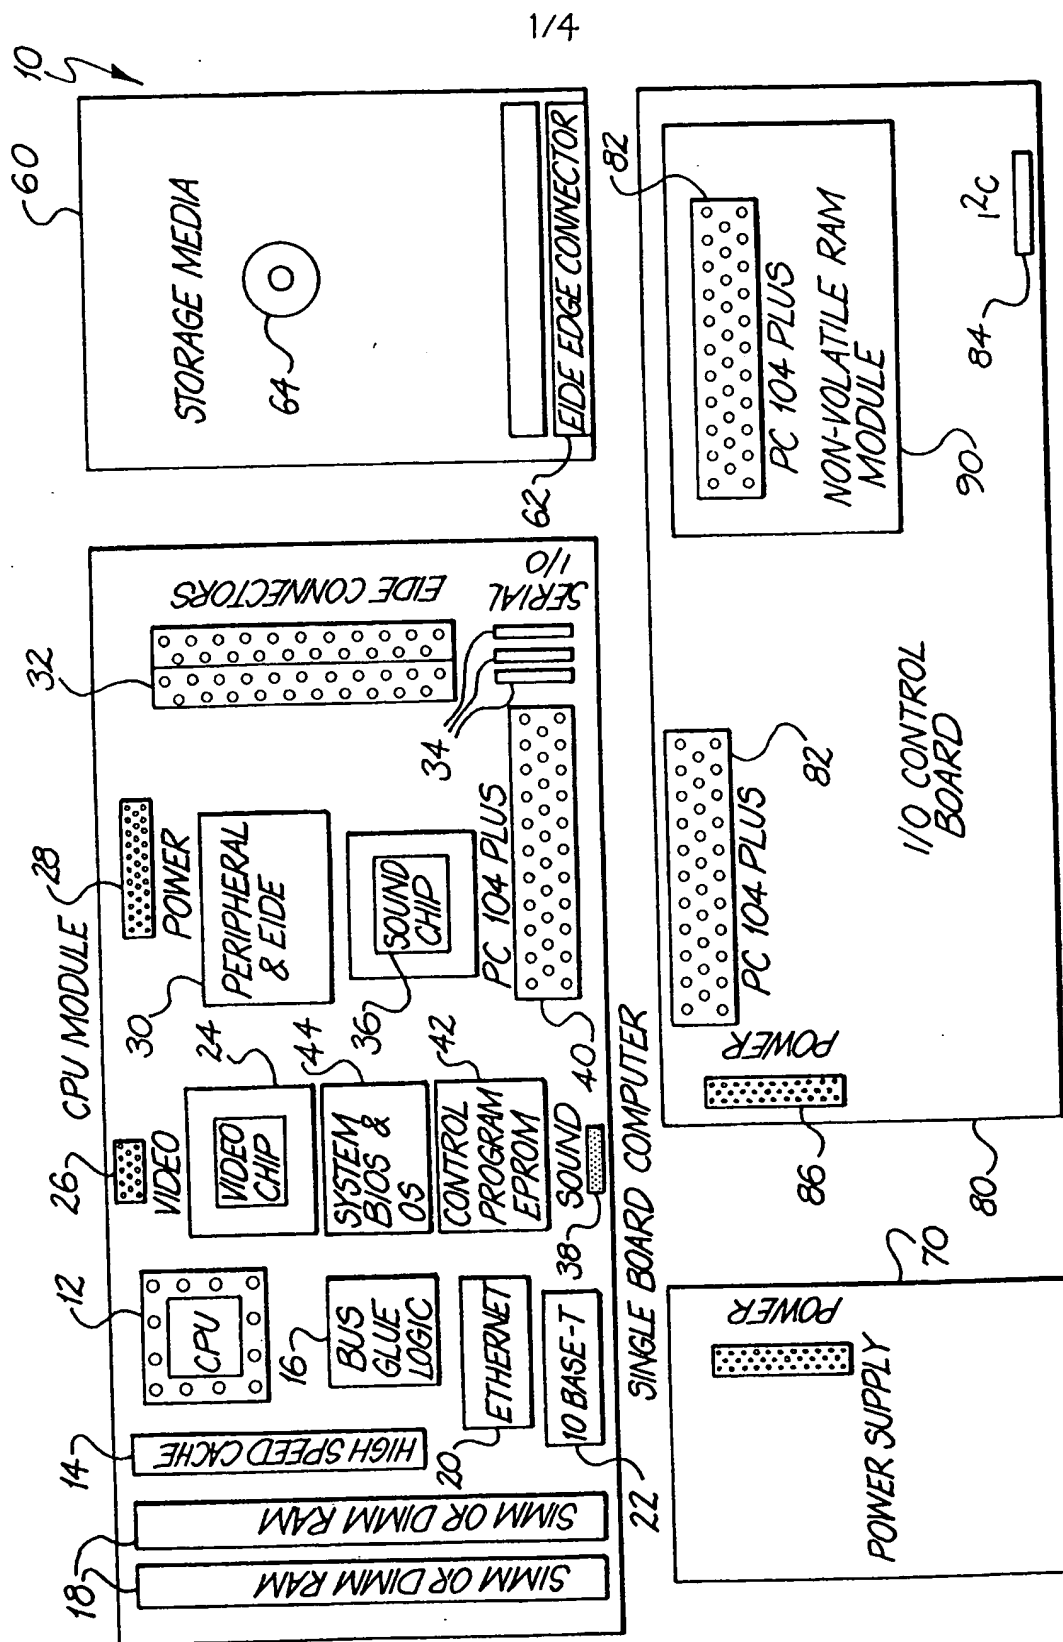 1/4
10
CPU MODULE
18
14
12
26
28
32
60
SIMM OR DIMM RAM
SIMM OR DIMM RAM
HIGH SPEED CACHE
CPU
VIDEO
POWER
EIDE CONNECTORS
STORAGE MEDIA
64
16
BUS
GLUE
LOGIC
24
VIDEO
CHIP
30
PERIPHERAL
& EIDE
44
SYSTEM
BIOS &
OS
36
SOUND
CHIP
42
CONTROL
PROGRAM
EPROM
34
SERIAL
I/O
PC 104 PLUS
20
ETHERNET
22
10 BASE-T
38
SOUND
40
62
EIDE EDGE CONNECTOR
SINGLE BOARD COMPUTER
POWER
70
POWER SUPPLY
POWER
86
80
PC 104 PLUS
82
I/O CONTROL
BOARD
82
PC 104 PLUS
NON-VOLATILE RAM
MODULE
90
84
I2C